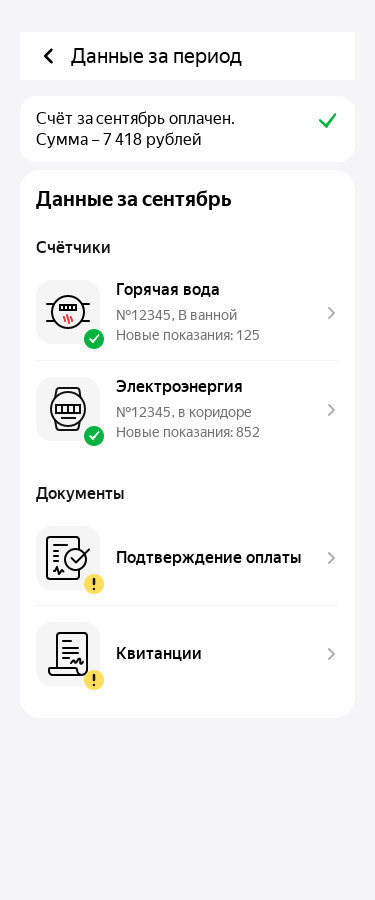 Данные за период
Счёт за сентябрь оплачен.
Сумма – 7 418 рублей
Данные за сентябрь
Счётчики
Горячая вода
№12345, В ванной
Новые показания: 125
Электроэнергия
№12345, в коридоре
Новые показания: 852
Документы
Подтверждение оплаты
Квитанции